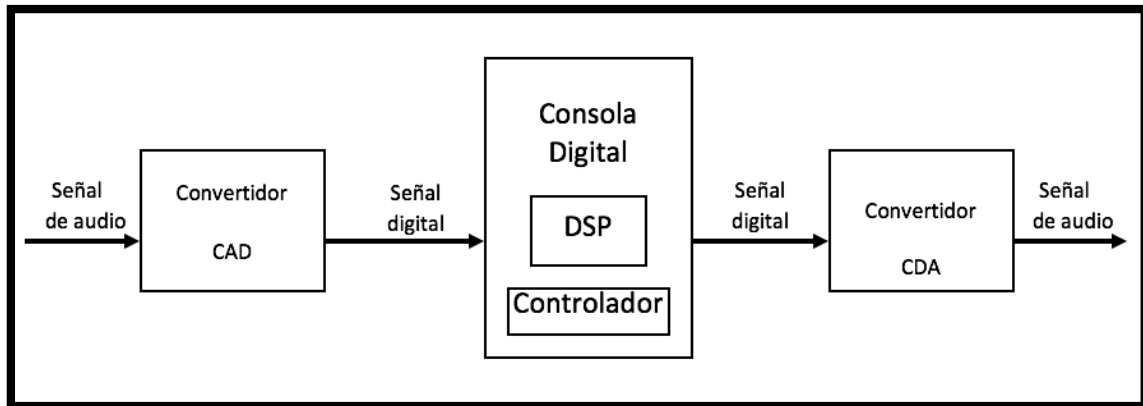 Señal
de audio
Convertidor
CAD
Señal
digital
Consola
Digital
DSP
Controlador
Señal
digital
Convertidor
CDA
Señal
de audio